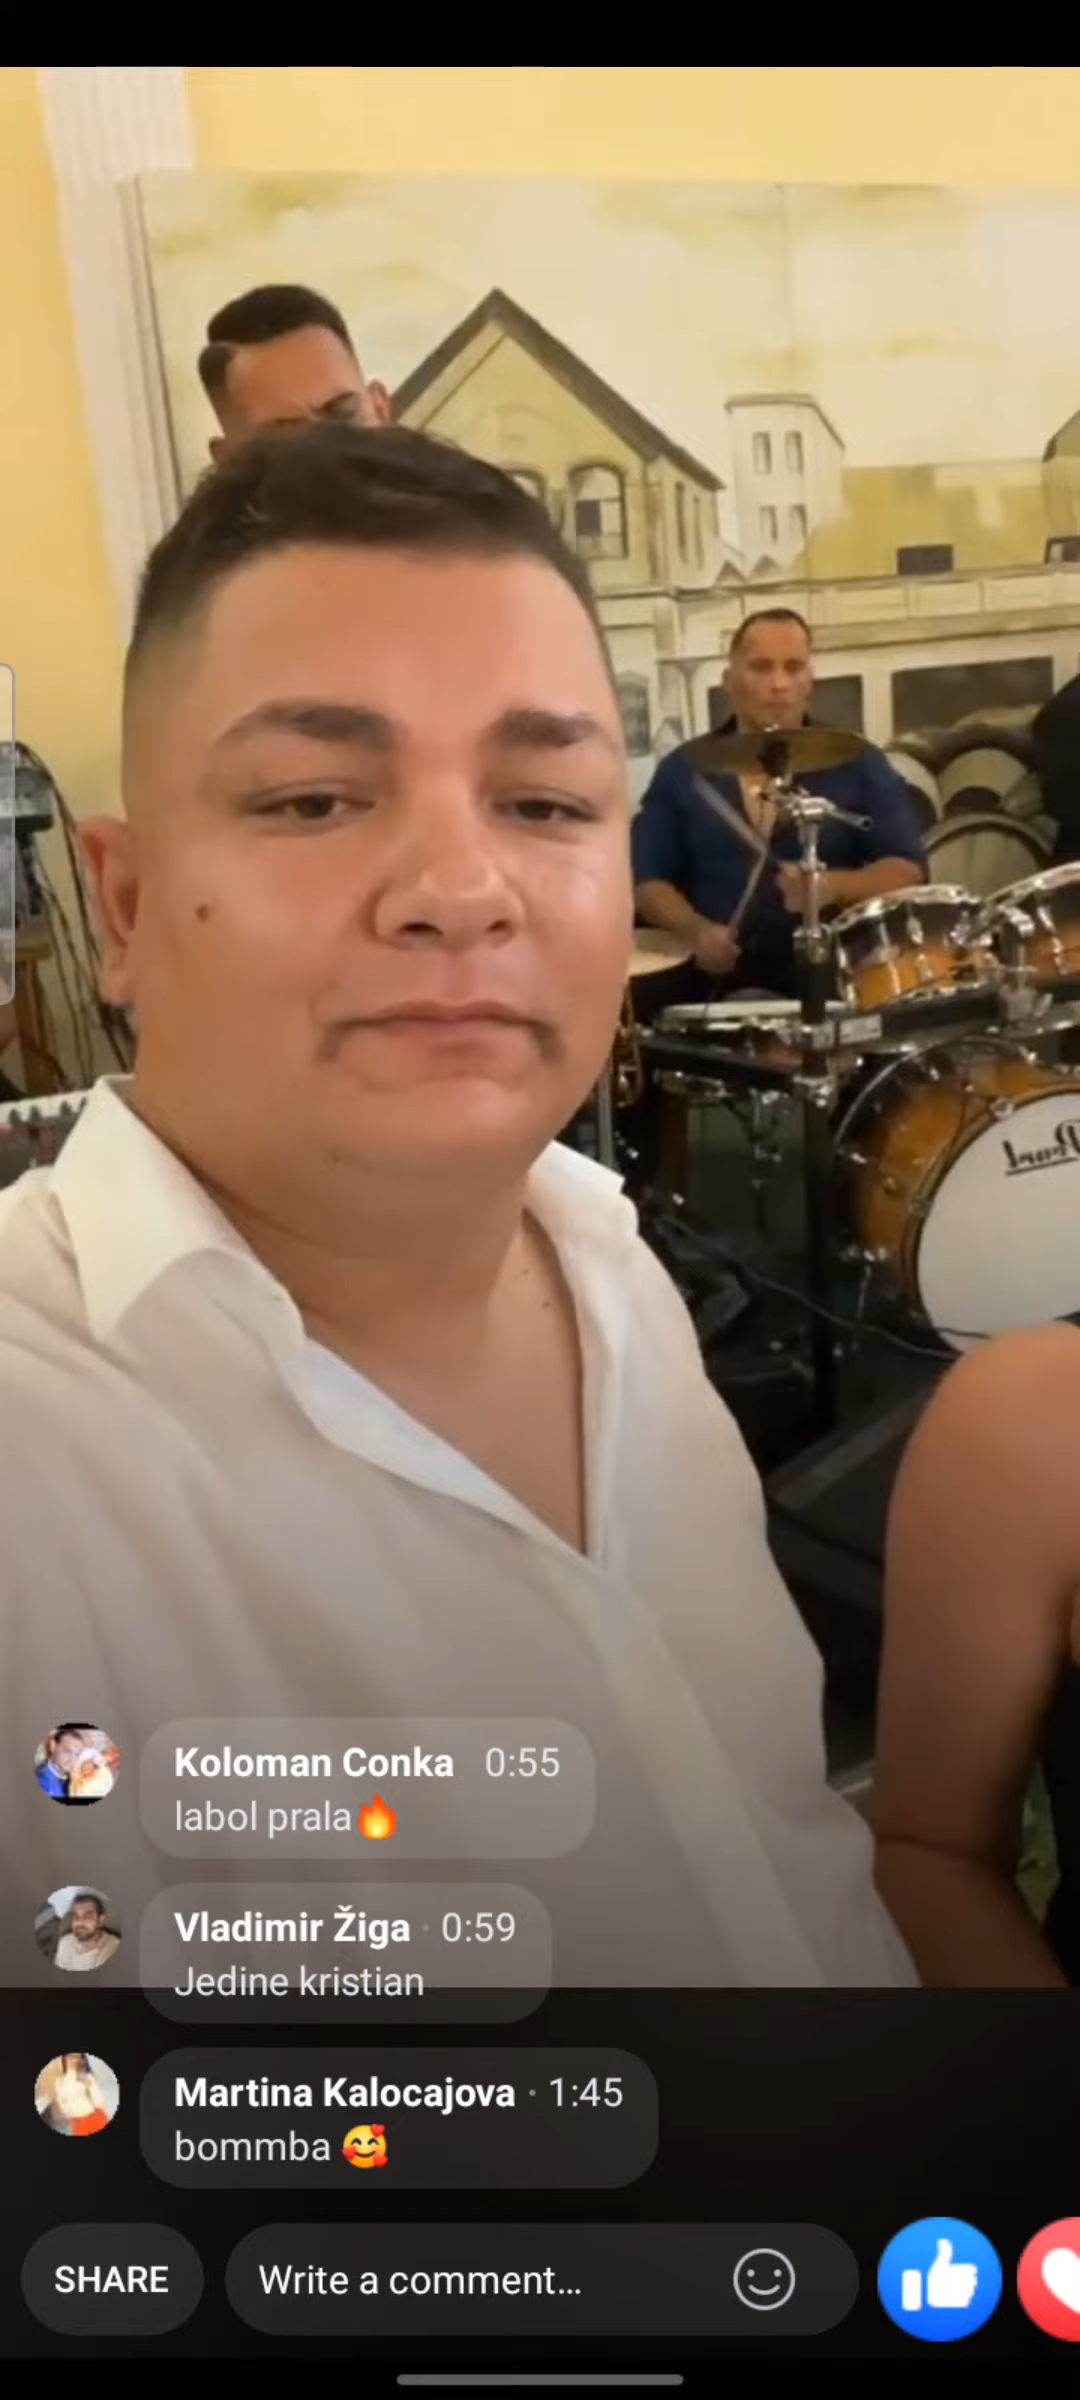 Koloman Conka 0:55
labol prala🔥
Vladimir Žiga · 0:59
Jedine kristian
Martina Kalocajova · 1:45
bommba 🥰
SHARE
Write a comment...